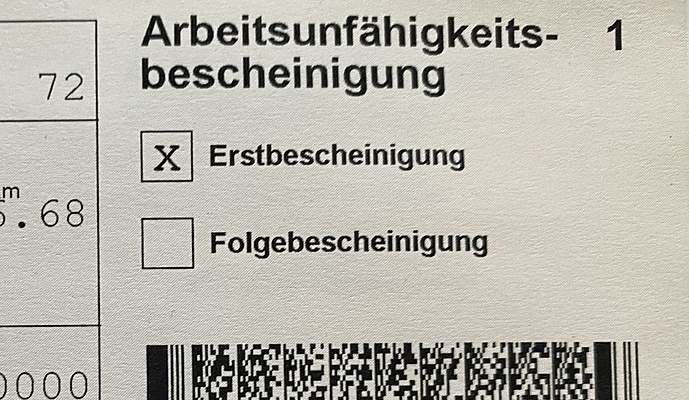 Arbeitsunfähigkeits- 1
bescheinigung
72
X Erstbescheinigung
m
.68
Folgebescheinigung
0000